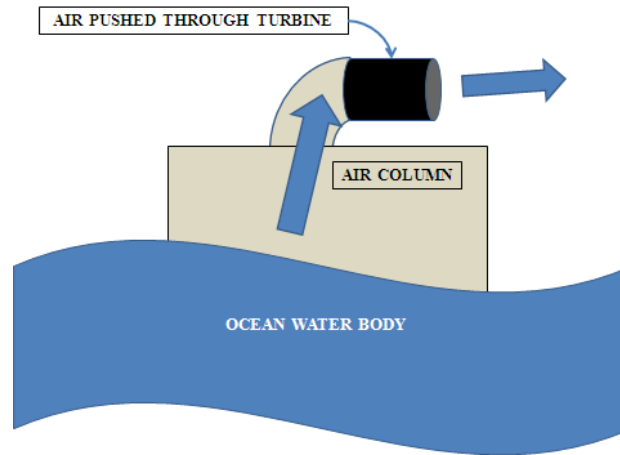 AIR PUSHED THROUGH TURBINE
AIR COLUMN
OCEAN WATER BODY